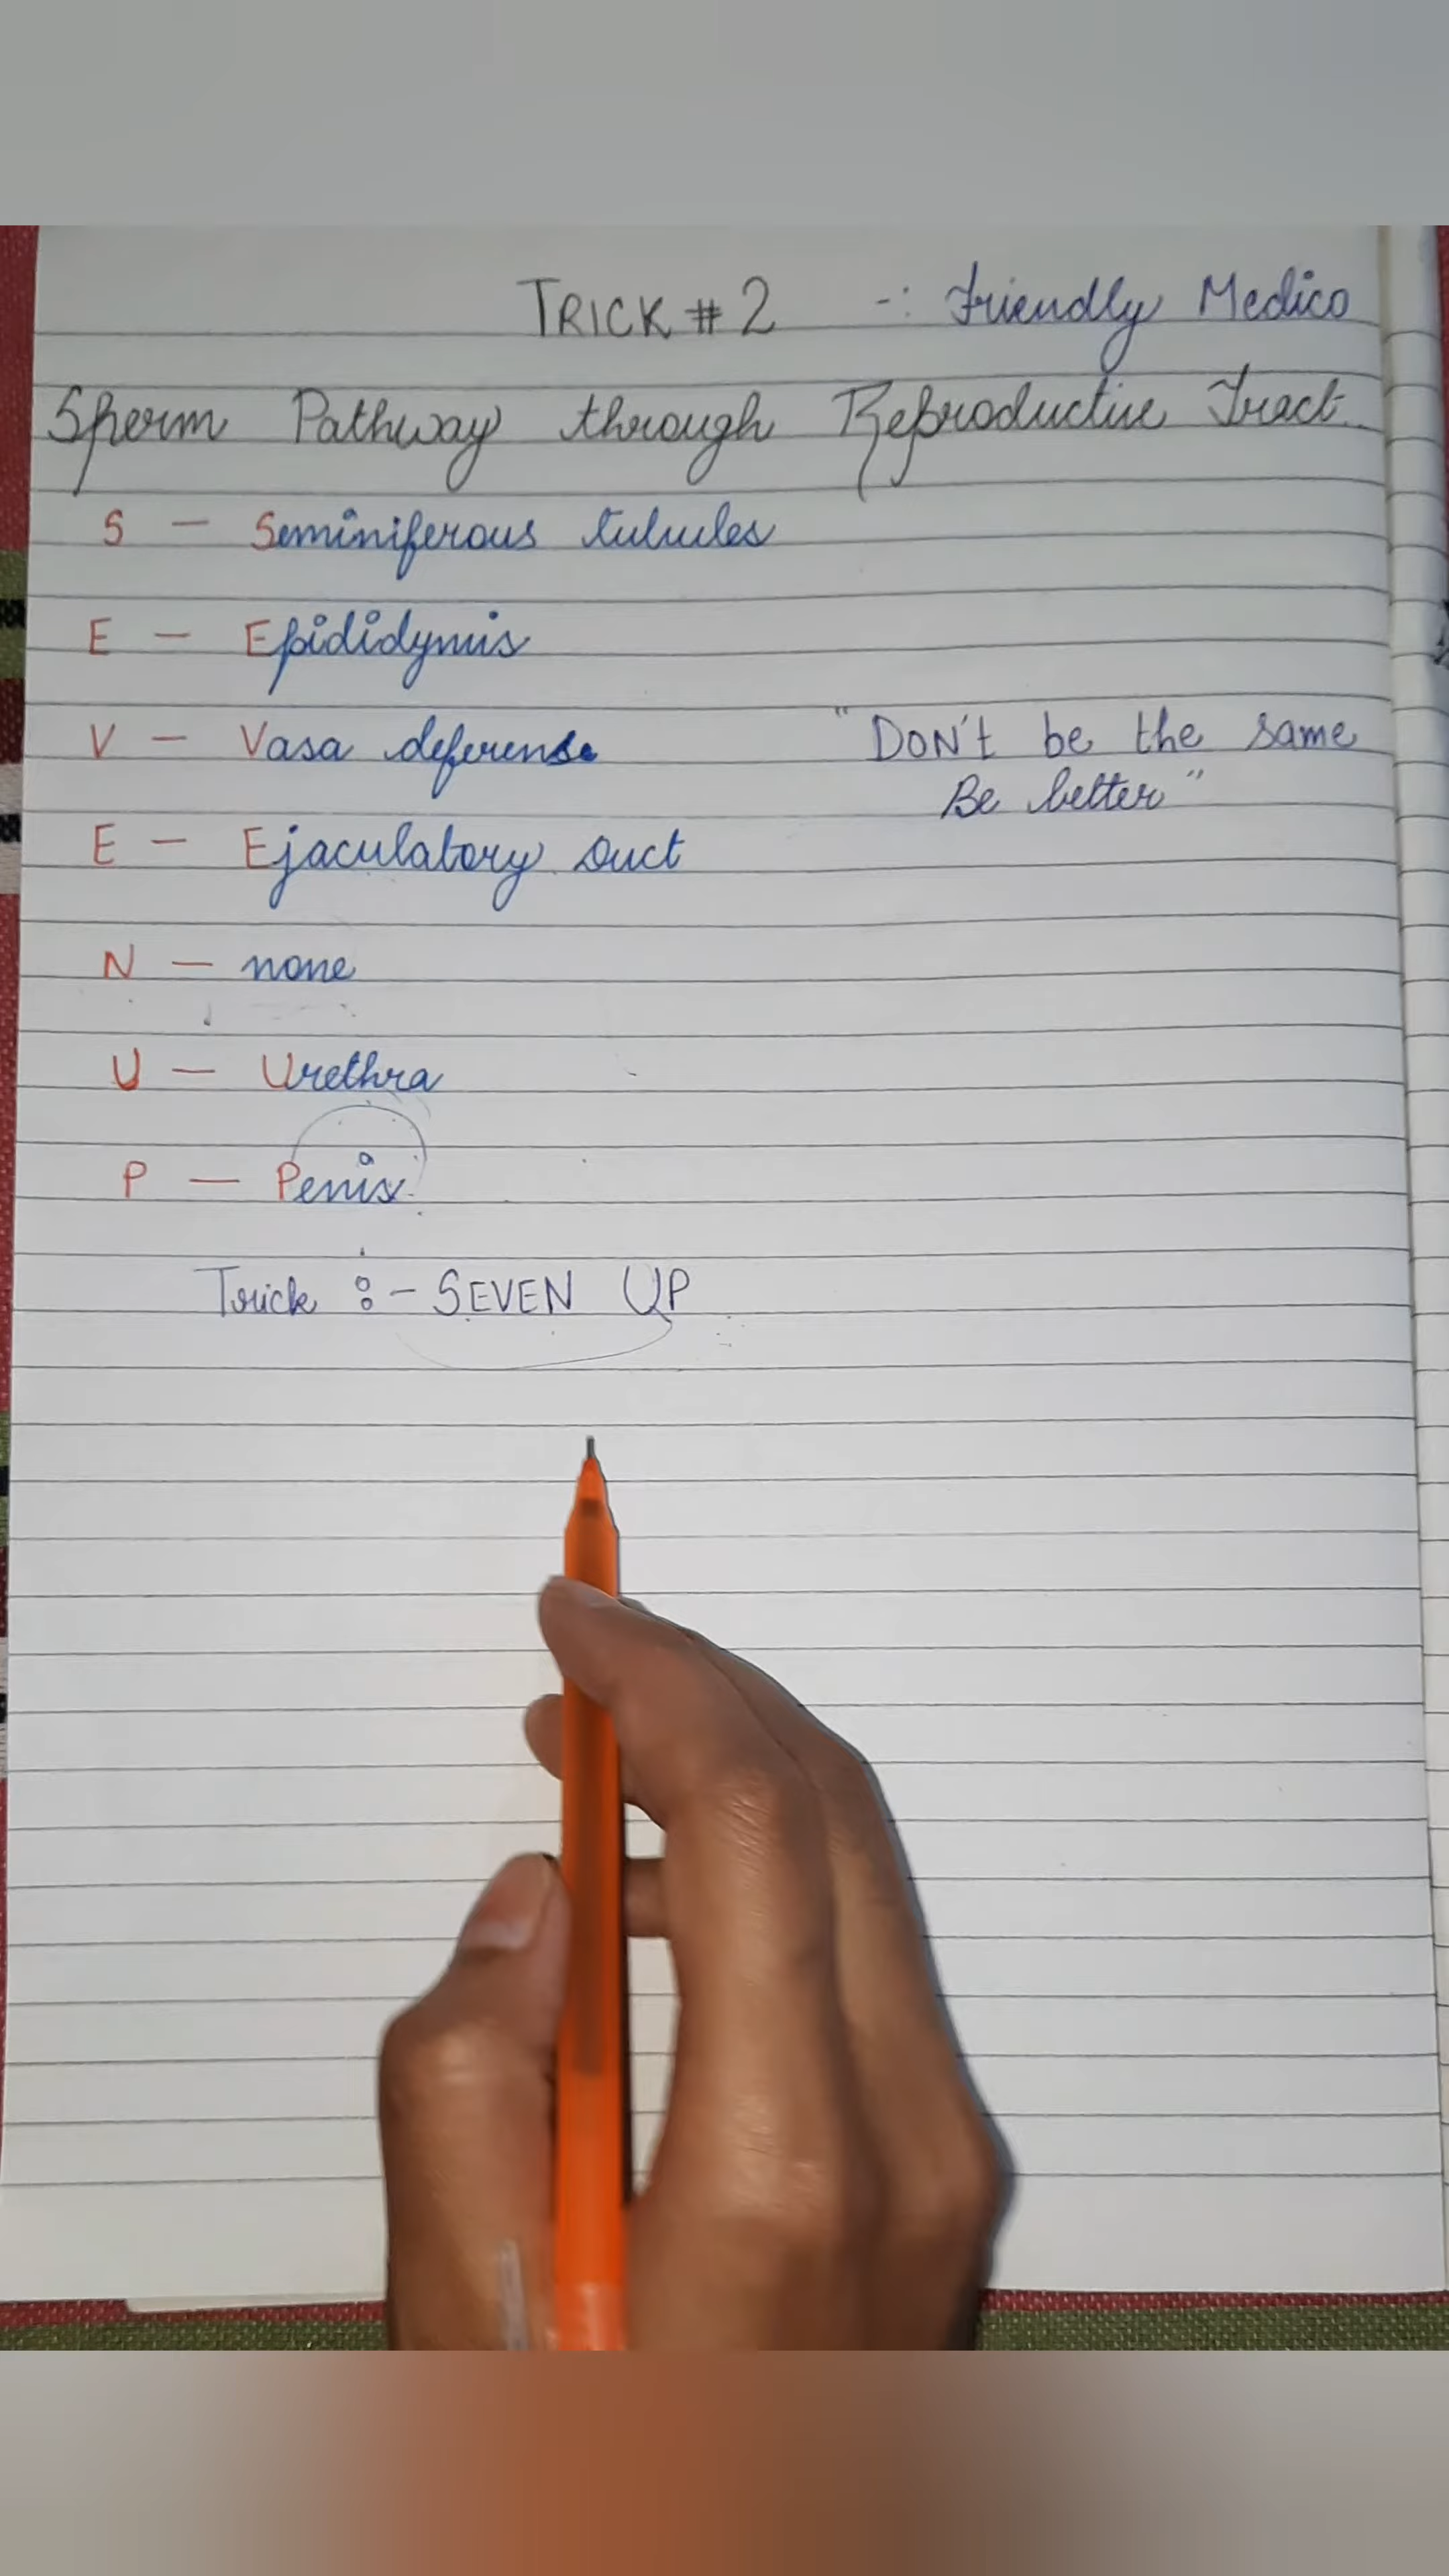 TRICK # 2 -: Friendly Medico
Sperm Pathway through Reproductive Tract.
S - Seminiferous tubules
E - Epididymis
V - Vasa deferens
"DON't be the same
Be better"
E - Ejaculatory duct
N - none
U - Urethra
P - Penis
Trick :- SEVEN UP